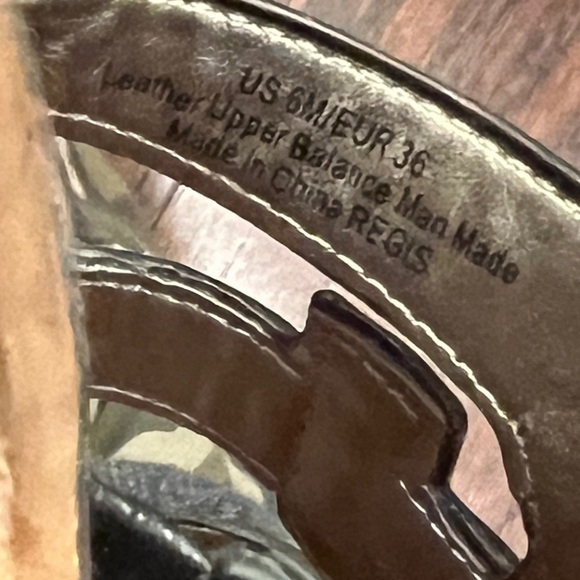 US 6M/EUR 36
Leather Upper Balance Man Made
Made in China REGIS